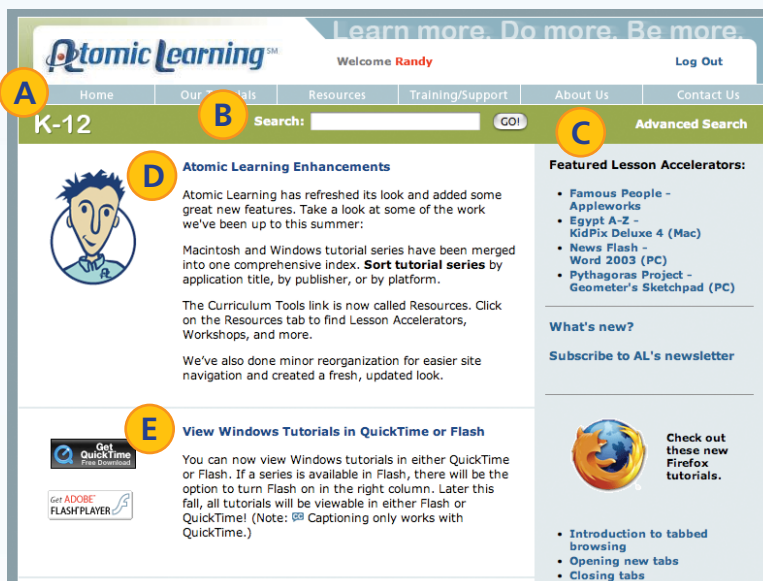 Learn more. Do more. Be more.
Atomic Learning SM
Welcome Randy
Log Out
A
Home
Our Tutorials
Resources
Training/Support
About Us
Contact Us
K-12
B
Search:
GO!
C
Advanced Search
D
Atomic Learning Enhancements
Atomic Learning has refreshed its look and added some
great new features. Take a look at some of the work
we've been up to this summer:
Macintosh and Windows tutorial series have been merged
into one comprehensive index. Sort tutorial series by
application title, by publisher, or by platform.
The Curriculum Tools link is now called Resources. Click
on the Resources tab to find Lesson Accelerators,
Workshops, and more.
We've also done minor reorganization for easier site
navigation and created a fresh, updated look.
E
Get
QuickTime
Free Download
Get ADOBE®
FLASH® PLAYER
View Windows Tutorials in QuickTime or Flash
You can now view Windows tutorials in either QuickTime
or Flash. If a series is available in Flash, there will be the
option to turn Flash on in the right column. Later this
fall, all tutorials will be viewable in either Flash or
QuickTime! (Note: Captioning only works with
QuickTime.)
Featured Lesson Accelerators:
• Famous People -
Appleworks
• Egypt A-Z -
KidPix Deluxe 4 (Mac)
• News Flash -
Word 2003 (PC)
• Pythagoras Project -
Geometer's Sketchpad (PC)
What's new?
Subscribe to AL's newsletter
Check out
these new
Firefox
tutorials.
• Introduction to tabbed
browsing
• Opening new tabs
• Closing tabs